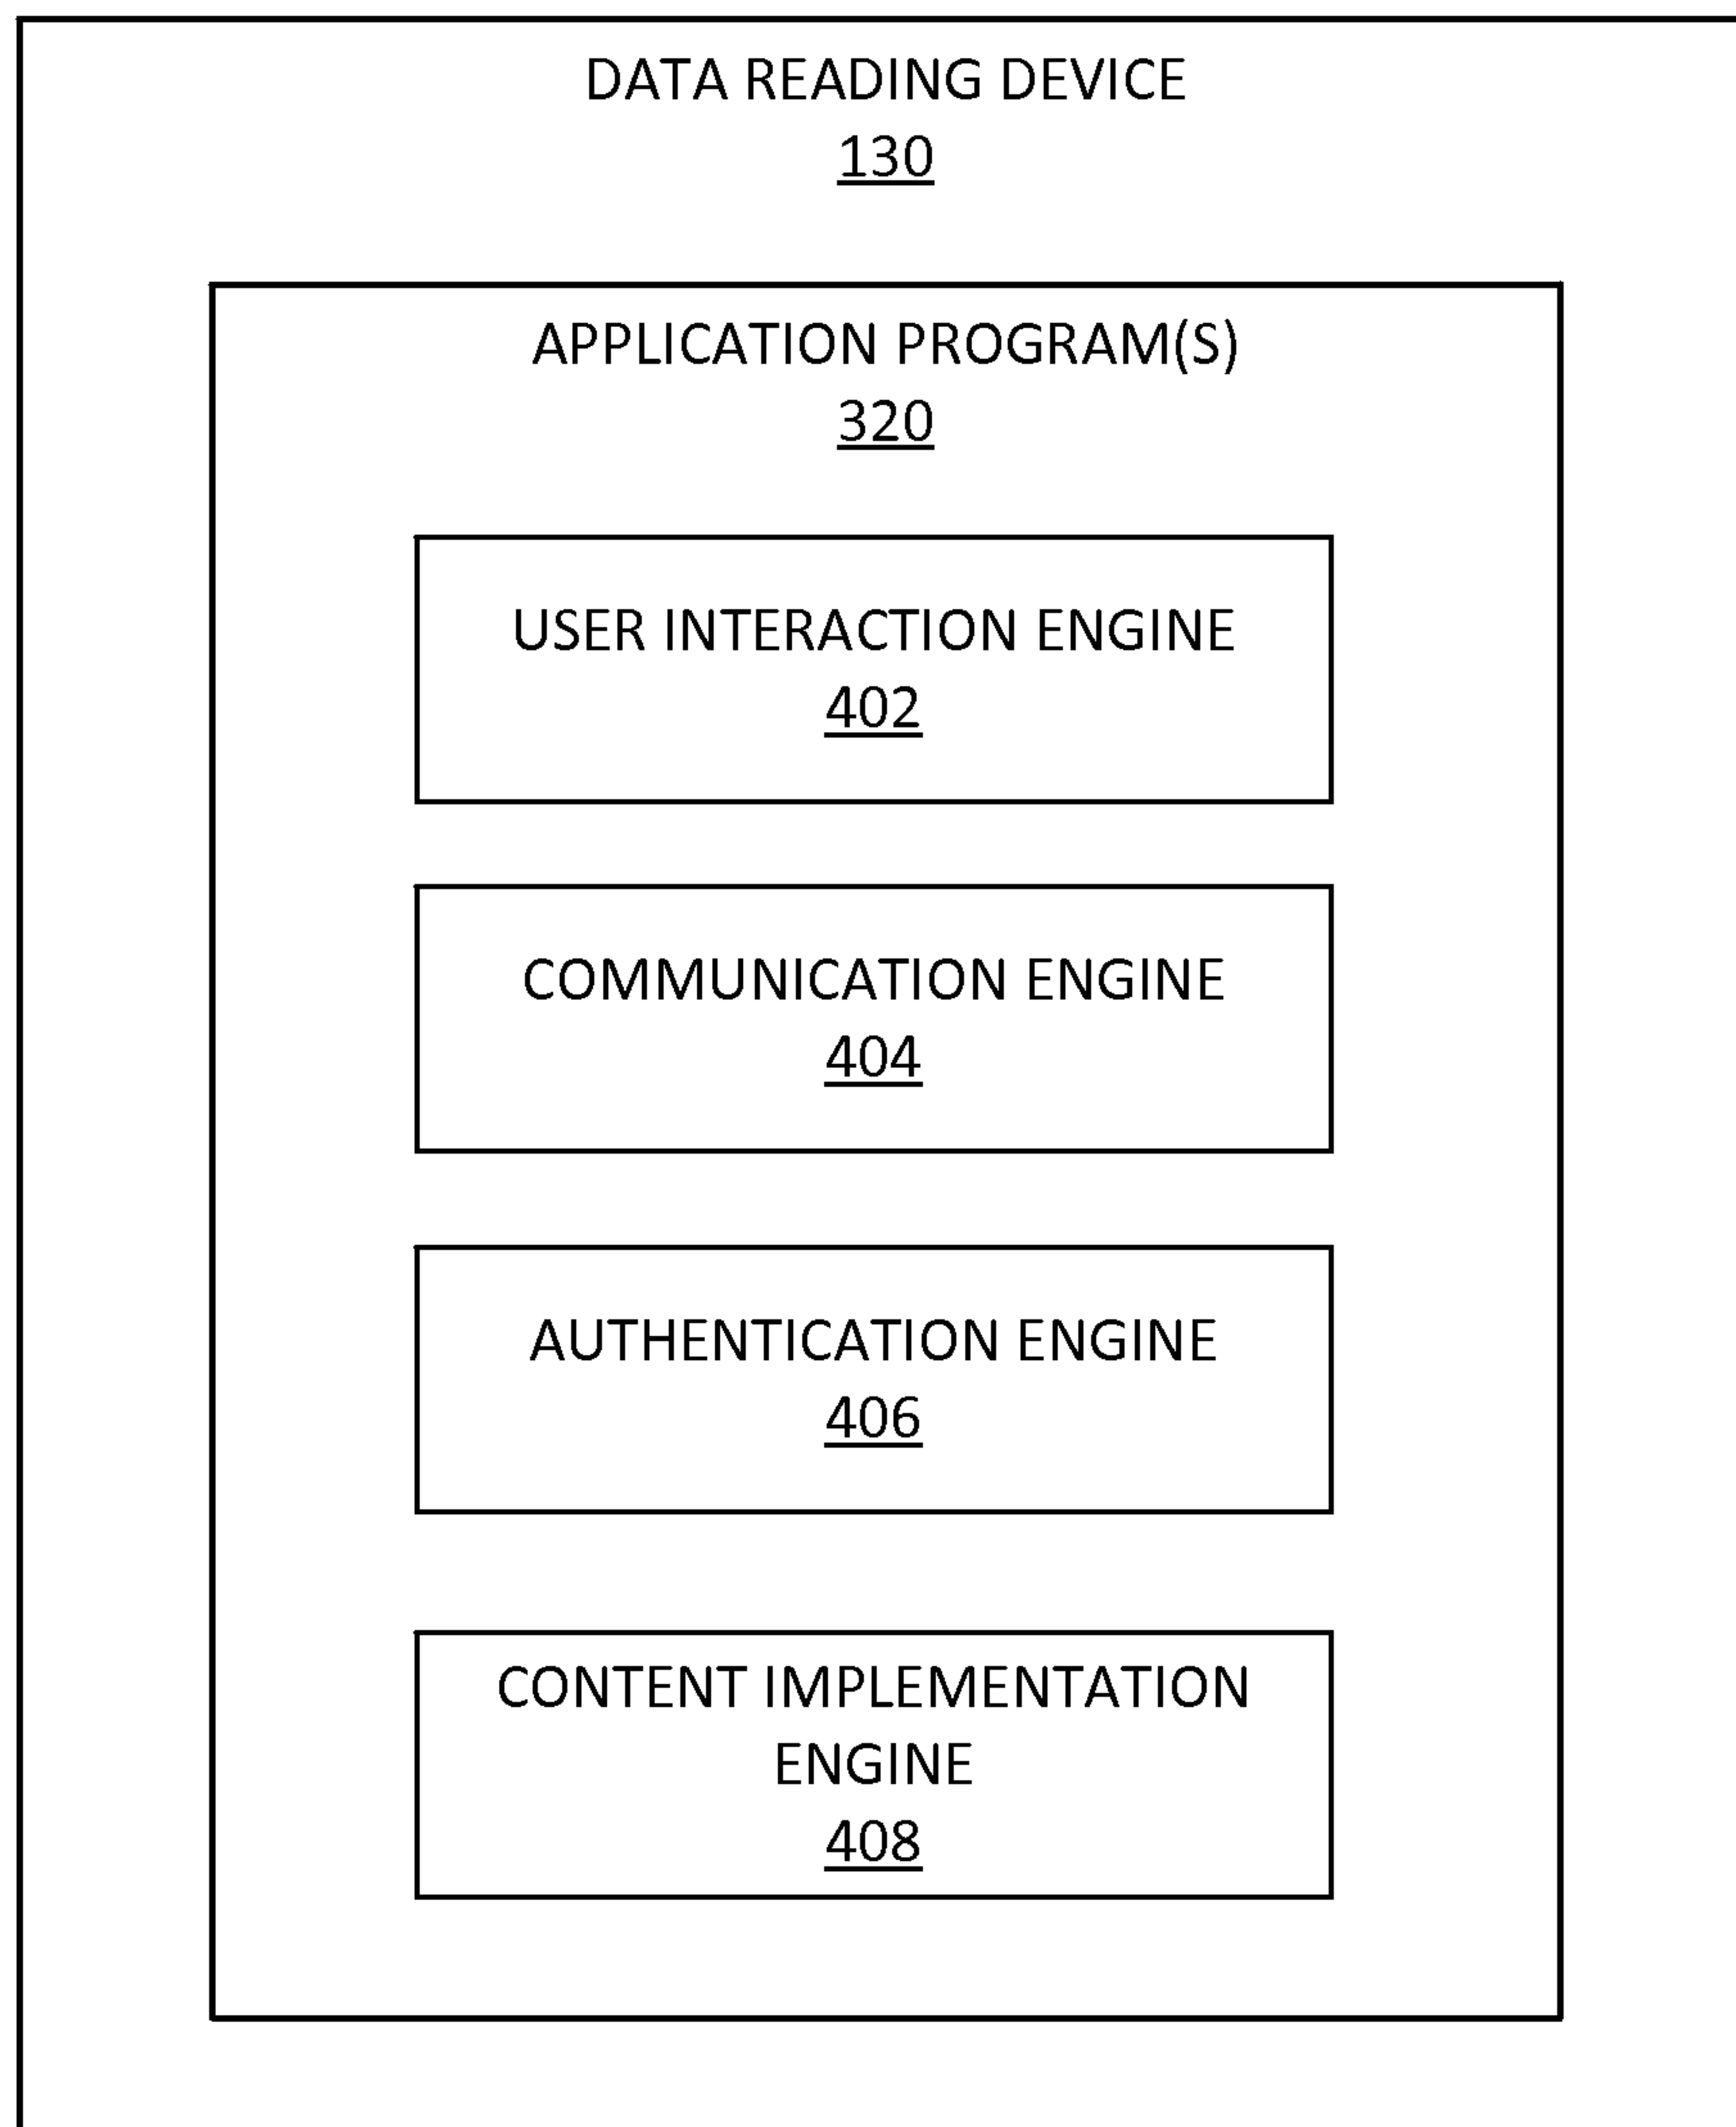 DATA READING DEVICE
130
APPLICATION PROGRAM(S)
320
USER INTERACTION ENGINE
402
COMMUNICATION ENGINE
404
AUTHENTICATION ENGINE
406
CONTENT IMPLEMENTATION
ENGINE
408